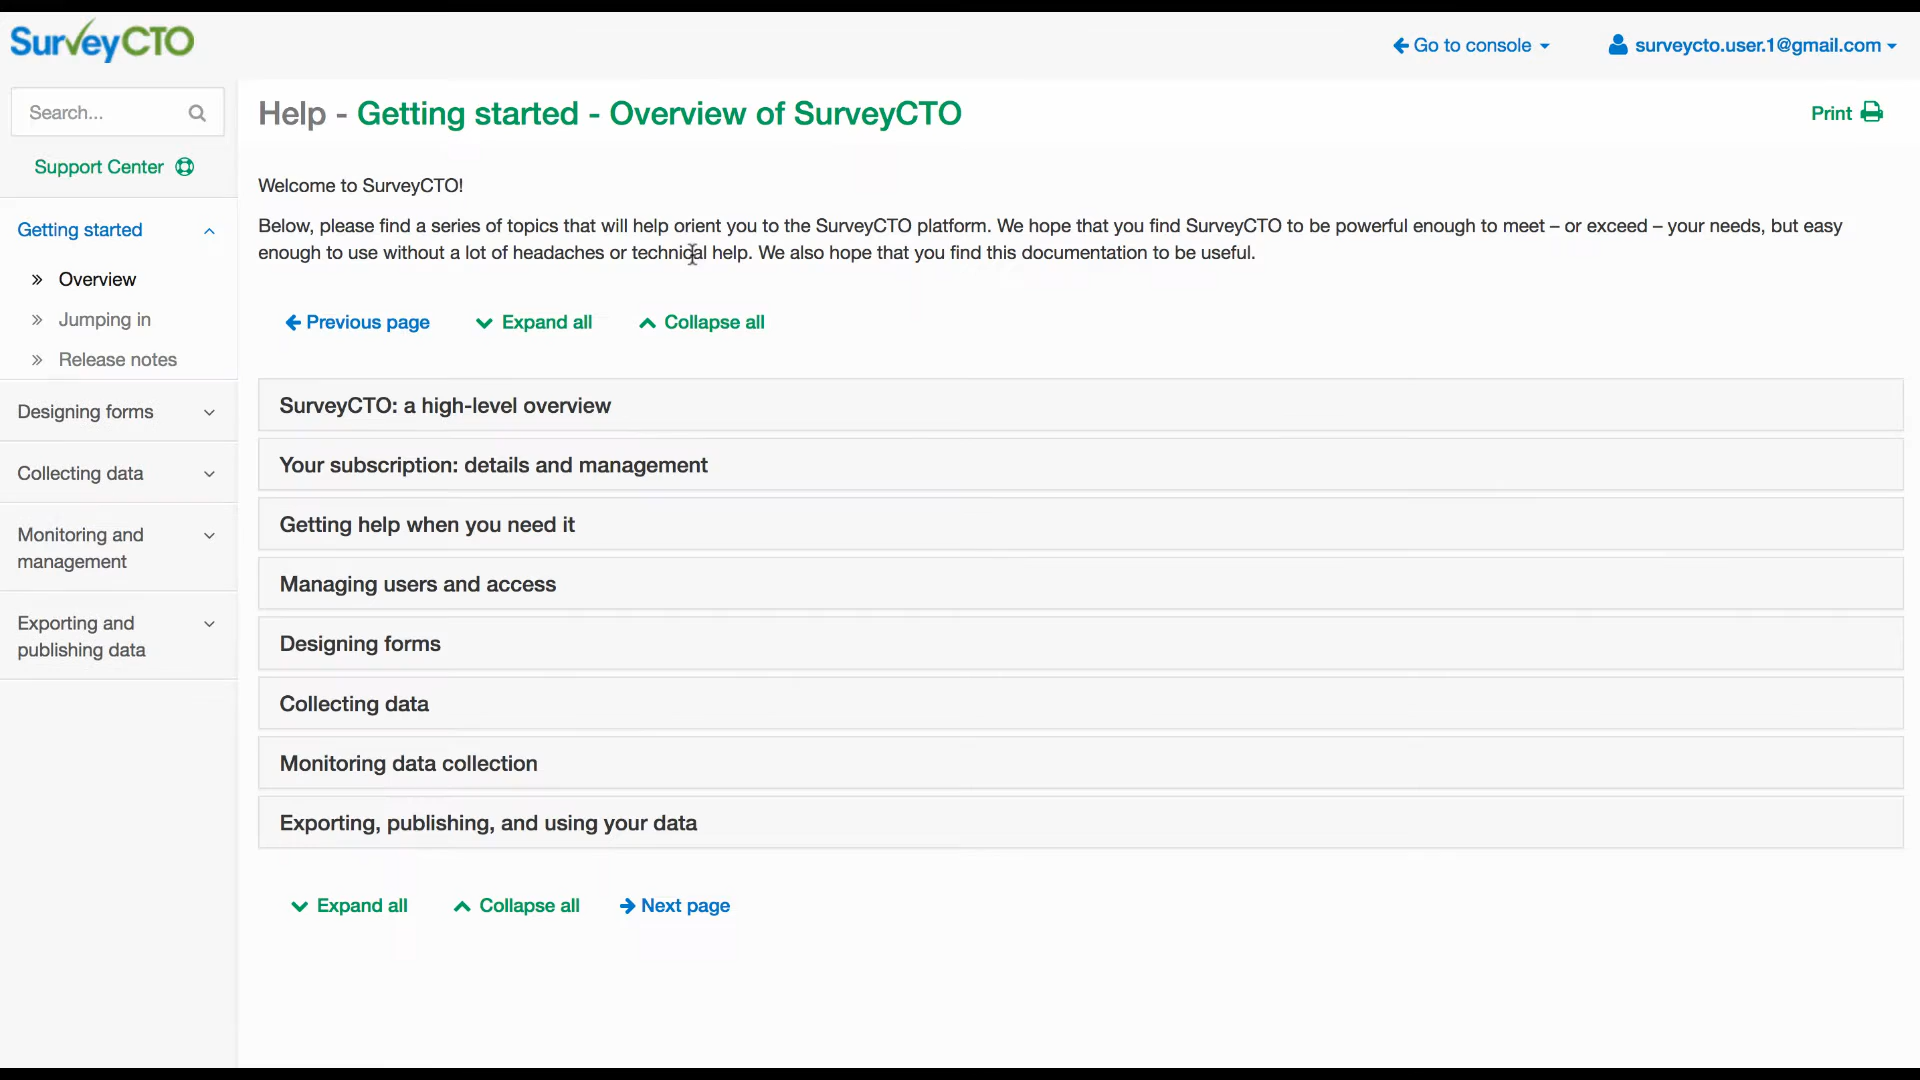 SurveyCTO
Go to console
surveycto.user.1@gmail.com
Search...
Support Center
Getting started
Overview
Jumping in
Release notes
Designing forms
Collecting data
Monitoring and
management
Exporting and
publishing data
Help - Getting started - Overview of SurveyCTO
Print
Welcome to SurveyCTO!
Below, please find a series of topics that will help orient you to the SurveyCTO platform. We hope that you find SurveyCTO to be powerful enough to meet – or exceed – your needs, but easy
enough to use without a lot of headaches or technical help. We also hope that you find this documentation to be useful.
Previous page Expand all Collapse all
SurveyCTO: a high-level overview
Your subscription: details and management
Getting help when you need it
Managing users and access
Designing forms
Collecting data
Monitoring data collection
Exporting, publishing, and using your data
Expand all Collapse all Next page